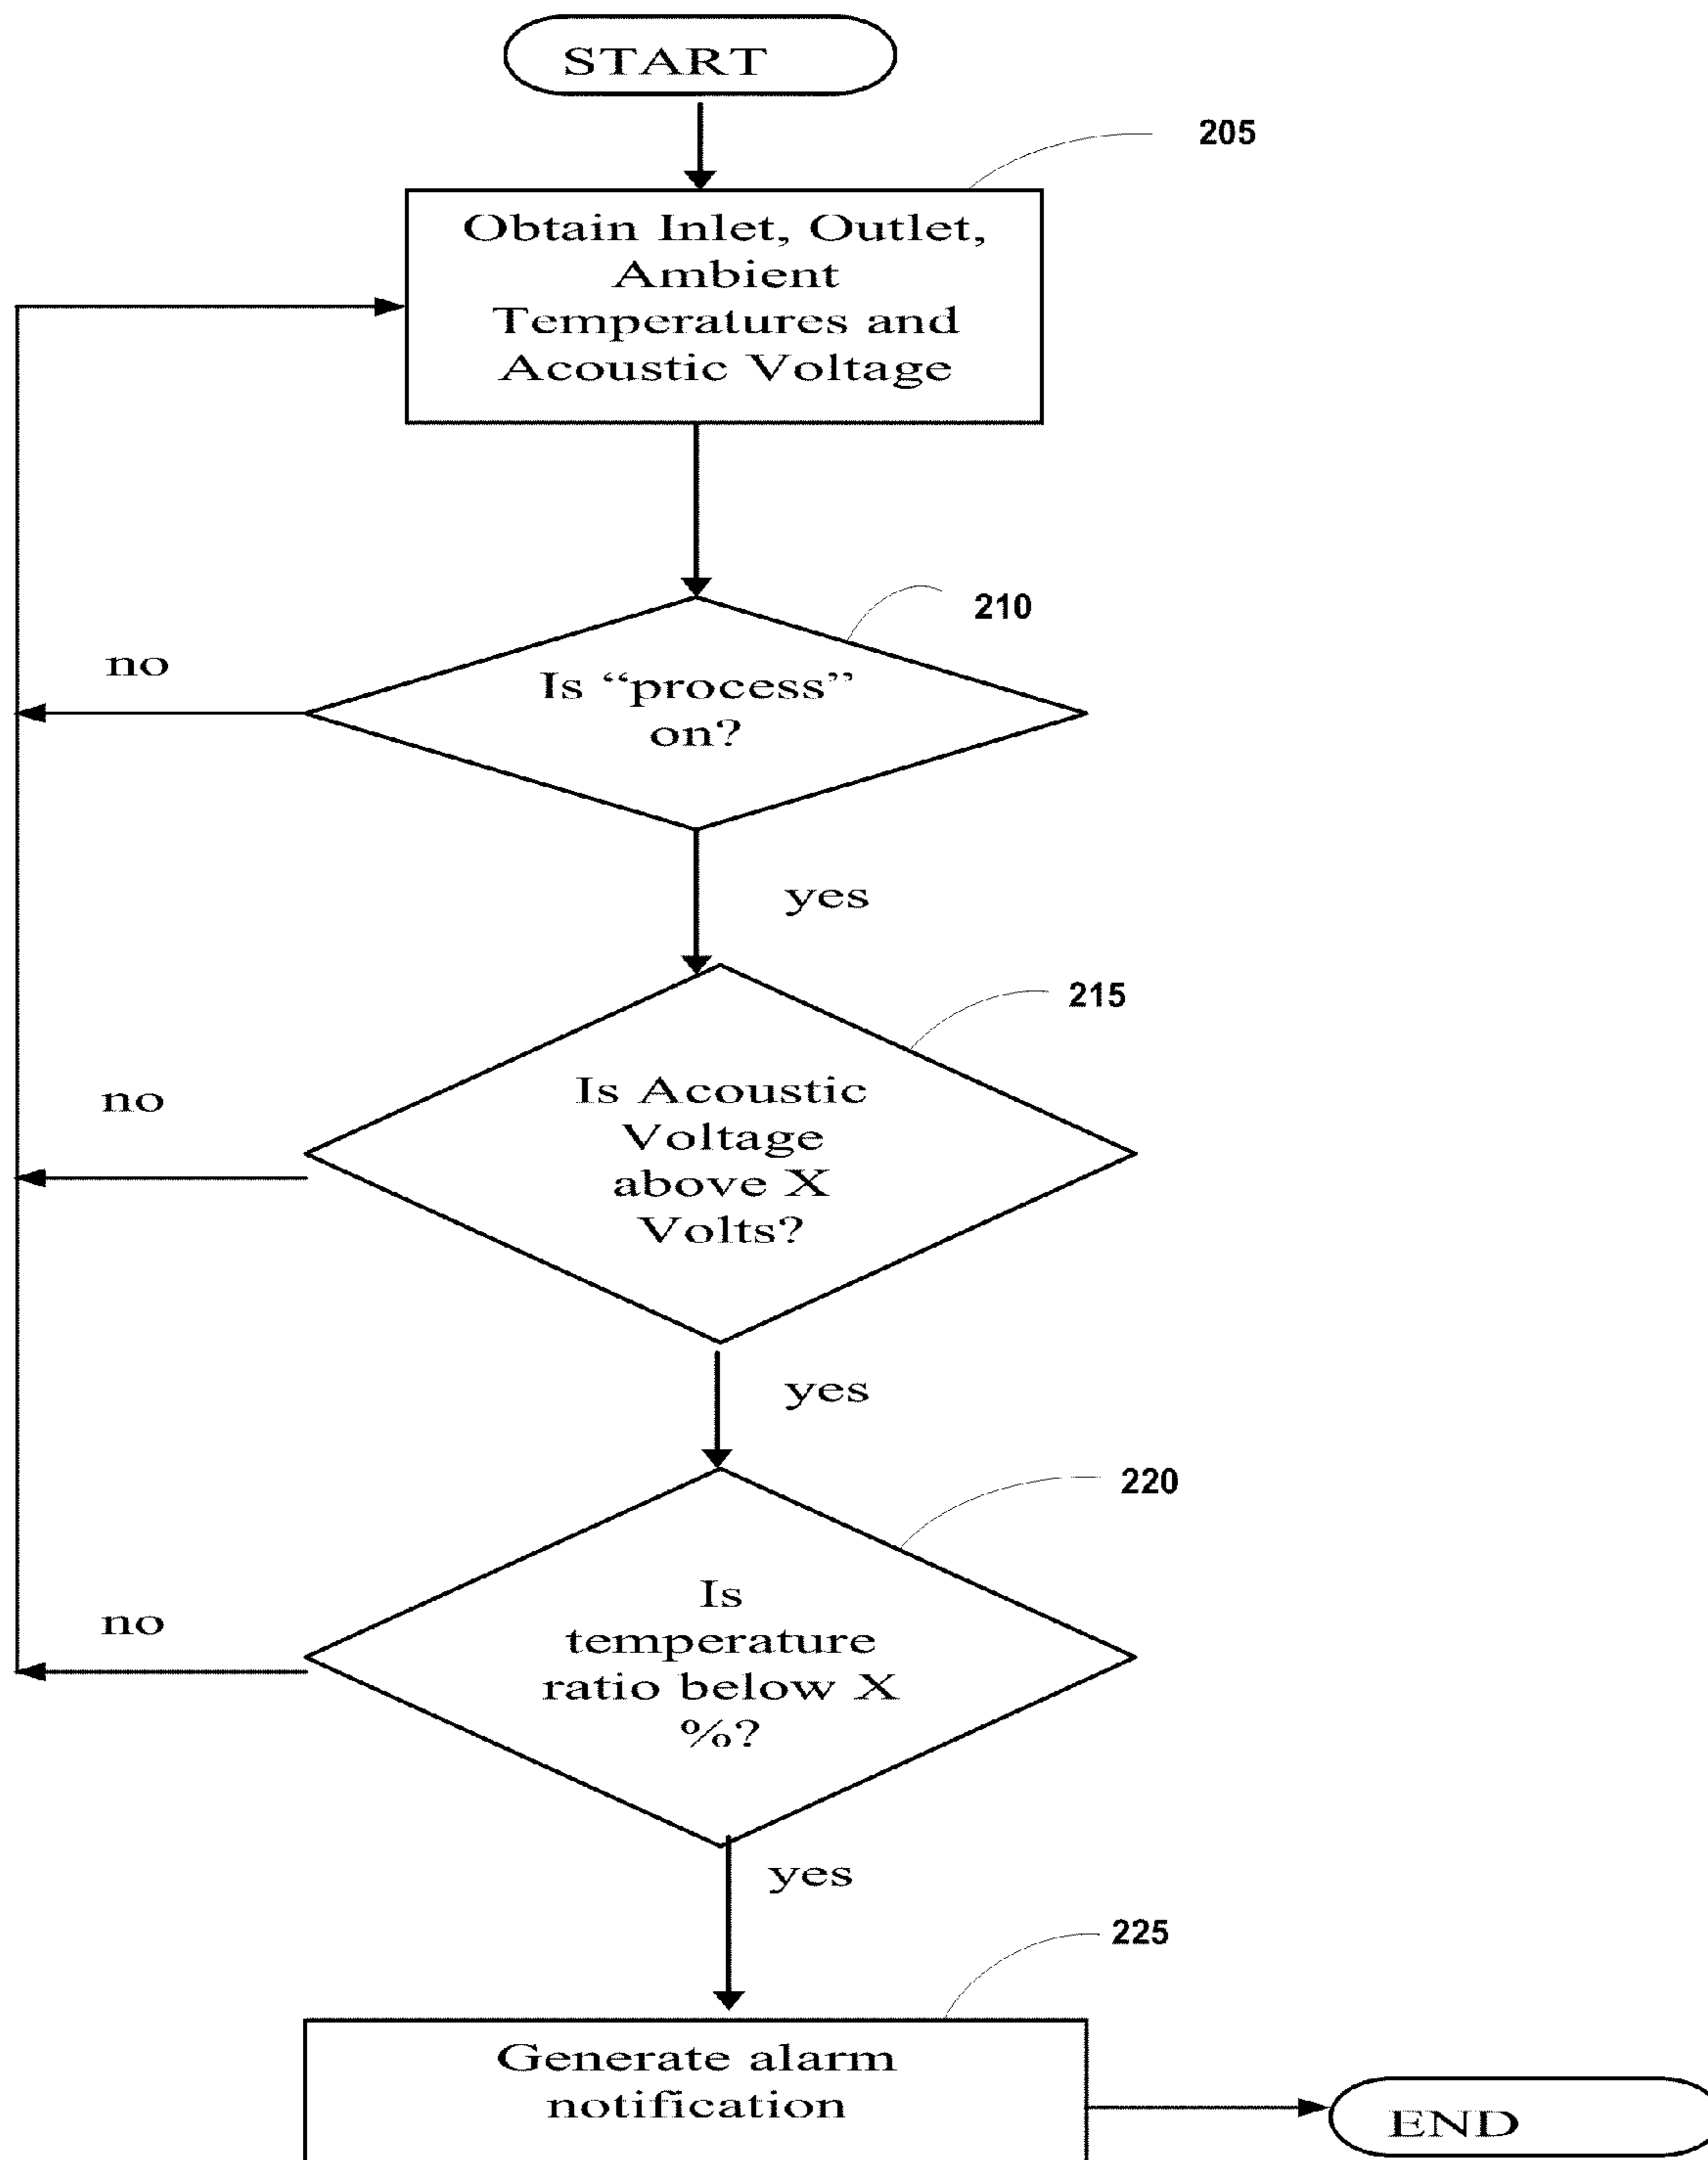 START
205
Obtain Inlet, Outlet,
Ambient
Temperatures and
Acoustic Voltage
210
Is “process”
on?
no
yes
215
Is Acoustic
Voltage
above X
Volts?
no
yes
220
Is
temperature
ratio below X
%?
no
yes
225
Generate alarm
notification
END